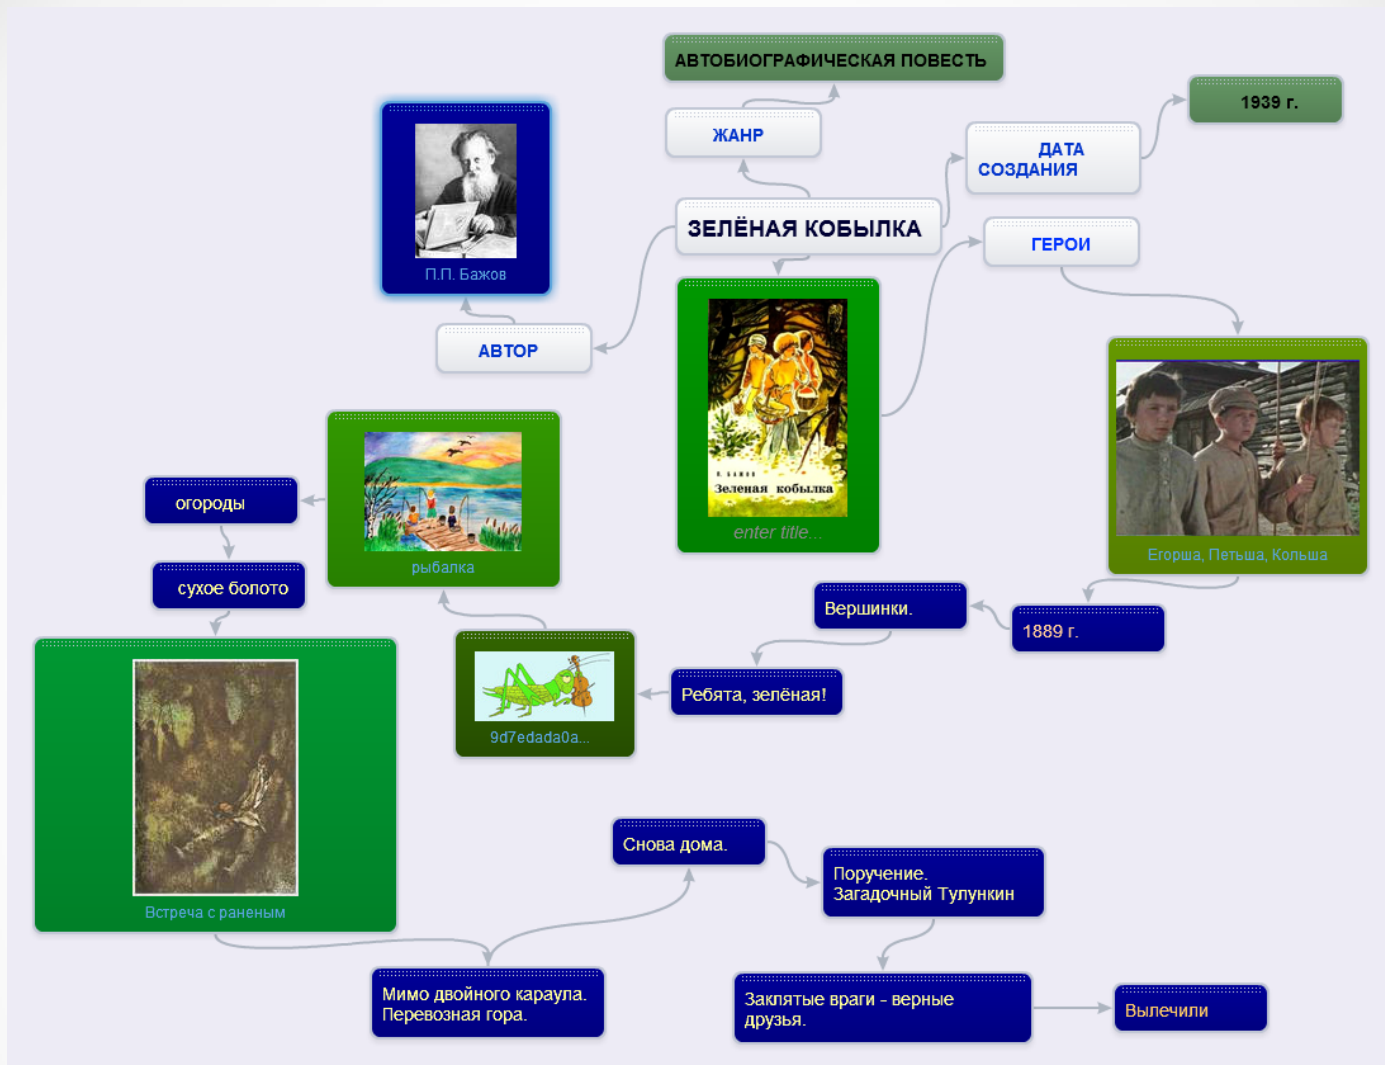 АВТОБИОГРАФИЧЕСКАЯ ПОВЕСТЬ
1939 г.
ЖАНР
ДАТА
СОЗДАНИЯ
ЗЕЛЁНАЯ КОБЫЛКА
ГЕРОИ
П.П. Бажов
АВТОР
П. БАЖОВ
Зеленая кобылка
enter title...
Егорша, Петьша, Кольша
1889 г.
Вершинки.
Ребята, зелёная!
9d7edada0a...
рыбалка
огороды
сухое болото
Встреча с раненым
Мимо двойного караула.
Перевозная гора.
Снова дома.
Поручение.
Загадочный Тулункин
Заклятые враги - верные
друзья.
Вылечили